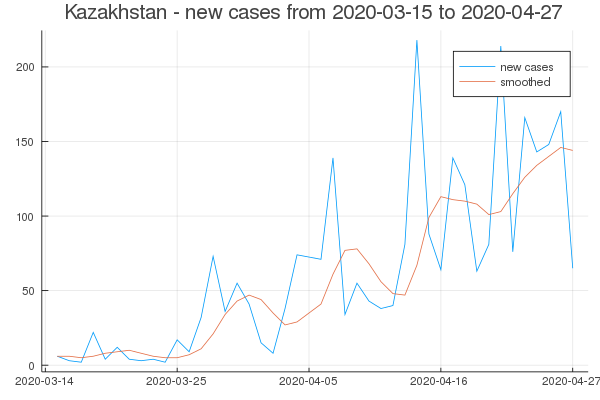 Kazakhstan - new cases from 2020-03-15 to 2020-04-27
new cases
smoothed
200
150
100
50
0
2020-03-14 2020-03-25 2020-04-05 2020-04-16 2020-04-27